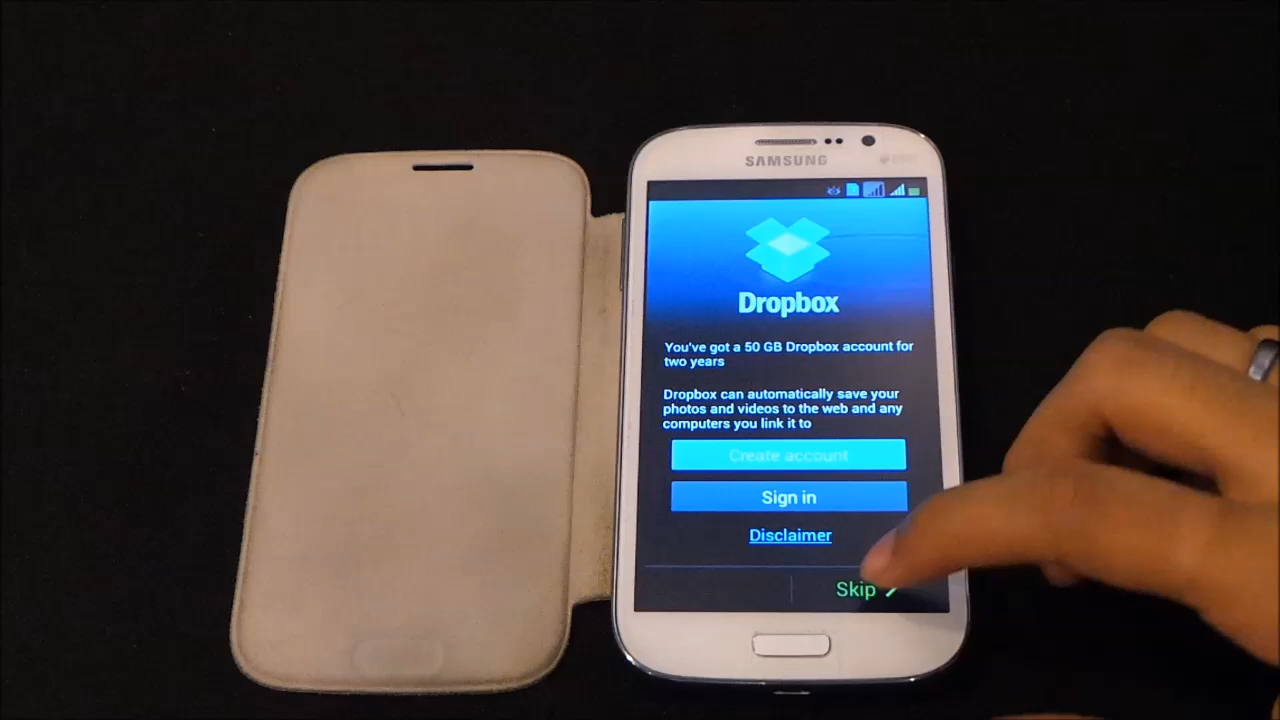 SAMSUNG
Dropbox
You've got a 50 GB Dropbox account for
two years
Dropbox can automatically save your
photos and videos to the web and any
computers you link it to
Create account
Sign in
Disclaimer
Skip